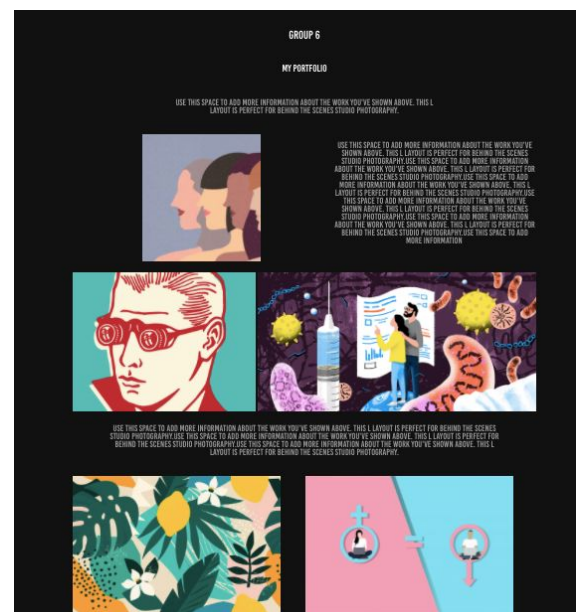 GROUP 6
MY PORTFOLIO
USE THIS SPACE TO ADD MORE INFORMATION ABOUT THE WORK YOU'VE SHOWN ABOVE. THIS L
LAYOUT IS PERFECT FOR BEHIND THE SCENES STUDIO PHOTOGRAPHY.
USE THIS SPACE TO ADD MORE INFORMATION ABOUT THE WORK YOU'VE
SHOWN ABOVE. THIS L LAYOUT IS PERFECT FOR BEHIND THE SCENES
STUDIO PHOTOGRAPHY.USE THIS SPACE TO ADD MORE INFORMATION
ABOUT THE WORK YOU'VE SHOWN ABOVE. THIS L LAYOUT IS PERFECT FOR
BEHIND THE SCENES STUDIO PHOTOGRAPHY.USE THIS SPACE TO ADD
MORE INFORMATION ABOUT THE WORK YOU'VE SHOWN ABOVE. THIS L
LAYOUT IS PERFECT FOR BEHIND THE SCENES STUDIO PHOTOGRAPHY.USE
THIS SPACE TO ADD MORE INFORMATION ABOUT THE WORK YOU'VE
SHOWN ABOVE. THIS L LAYOUT IS PERFECT FOR BEHIND THE SCENES
STUDIO PHOTOGRAPHY.USE THIS SPACE TO ADD MORE INFORMATION
ABOUT THE WORK YOU'VE SHOWN ABOVE. THIS L LAYOUT IS PERFECT FOR
BEHIND THE SCENES STUDIO PHOTOGRAPHY.USE THIS SPACE TO ADD
MORE INFORMATION
USE THIS SPACE TO ADD MORE INFORMATION ABOUT THE WORK YOU'VE SHOWN ABOVE. THIS L LAYOUT IS PERFECT FOR BEHIND THE SCENES
STUDIO PHOTOGRAPHY.USE THIS SPACE TO ADD MORE INFORMATION ABOUT THE WORK YOU'VE SHOWN ABOVE. THIS L LAYOUT IS PERFECT FOR
BEHIND THE SCENES STUDIO PHOTOGRAPHY.USE THIS SPACE TO ADD MORE INFORMATION ABOUT THE WORK YOU'VE SHOWN ABOVE. THIS L
LAYOUT IS PERFECT FOR BEHIND THE SCENES STUDIO PHOTOGRAPHY.